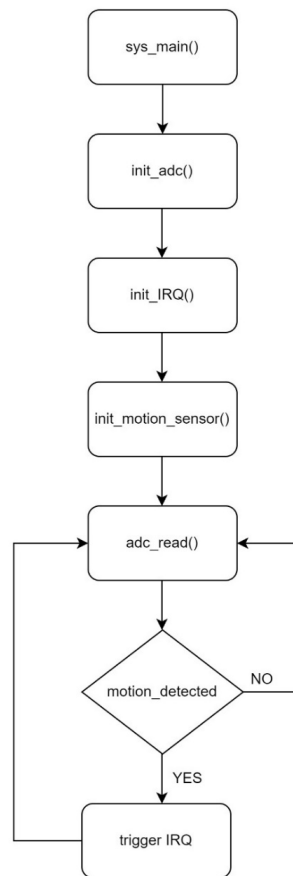 sys_main()
init_adc()
init_IRQ()
init_motion_sensor()
adc_read()
motion_detected
NO
YES
trigger IRQ